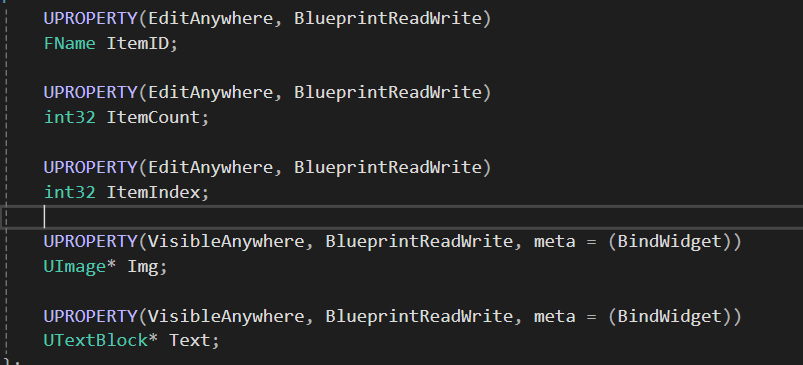 UPROPERTY(EditAnywhere, BlueprintReadWrite)
FName ItemID;
UPROPERTY(EditAnywhere, BlueprintReadWrite)
int32 ItemCount;
UPROPERTY(EditAnywhere, BlueprintReadWrite)
int32 ItemIndex;
UPROPERTY(VisibleAnywhere, BlueprintReadWrite, meta = (BindWidget))
UImage* Img;
UPROPERTY(VisibleAnywhere, BlueprintReadWrite, meta = (BindWidget))
UTextBlock* Text;
};